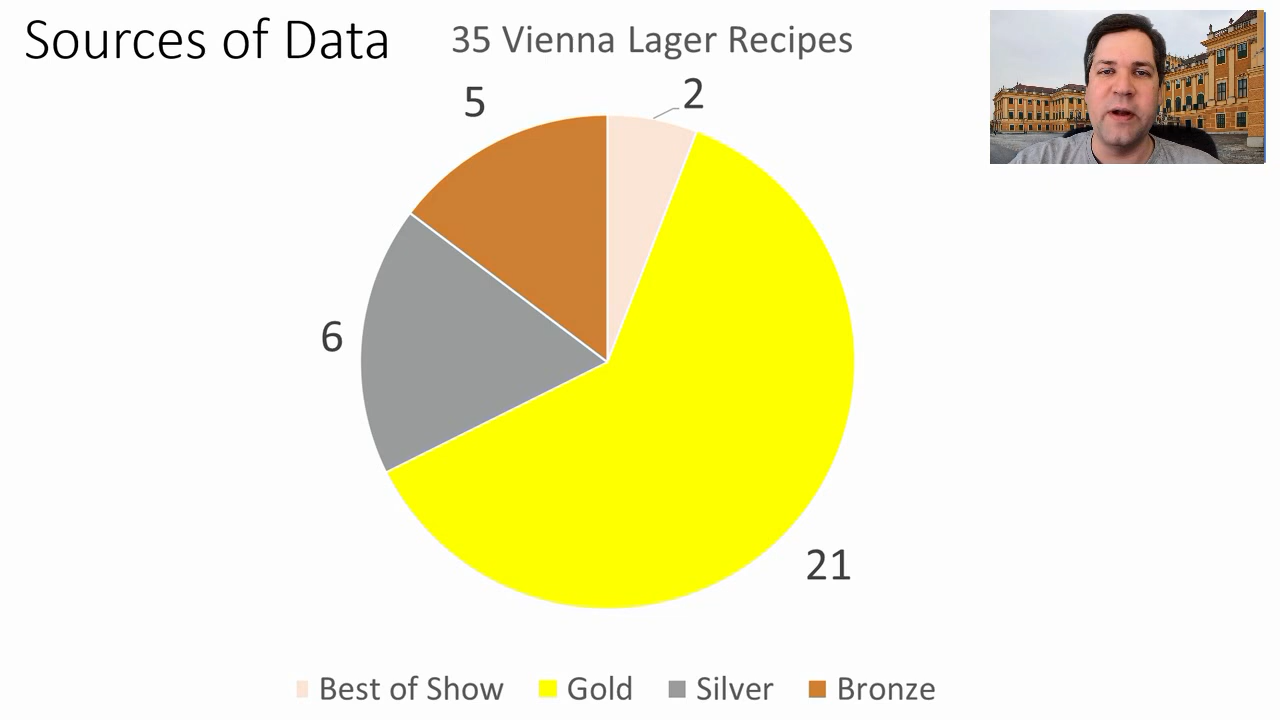 Sources of Data
35 Vienna Lager Recipes
5
2
6
21
Best of Show
Gold
Silver
Bronze